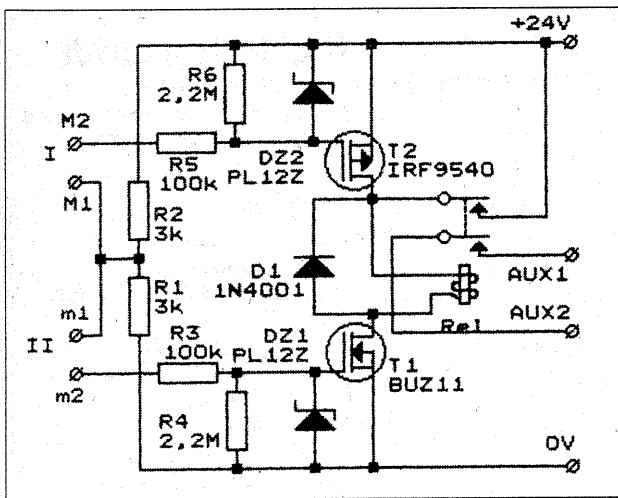 +24V
R6
2,2M
M2
I
R5
100k
DZ2
PL12Z
T2
IRF9540
M1
R2
3k
D1
1N4001
AUX1
R1
3k
AUX2
Rel
m1
II
R3
100k
DZ1
PL12Z
T1
BUZ11
m2
R4
2,2M
0V